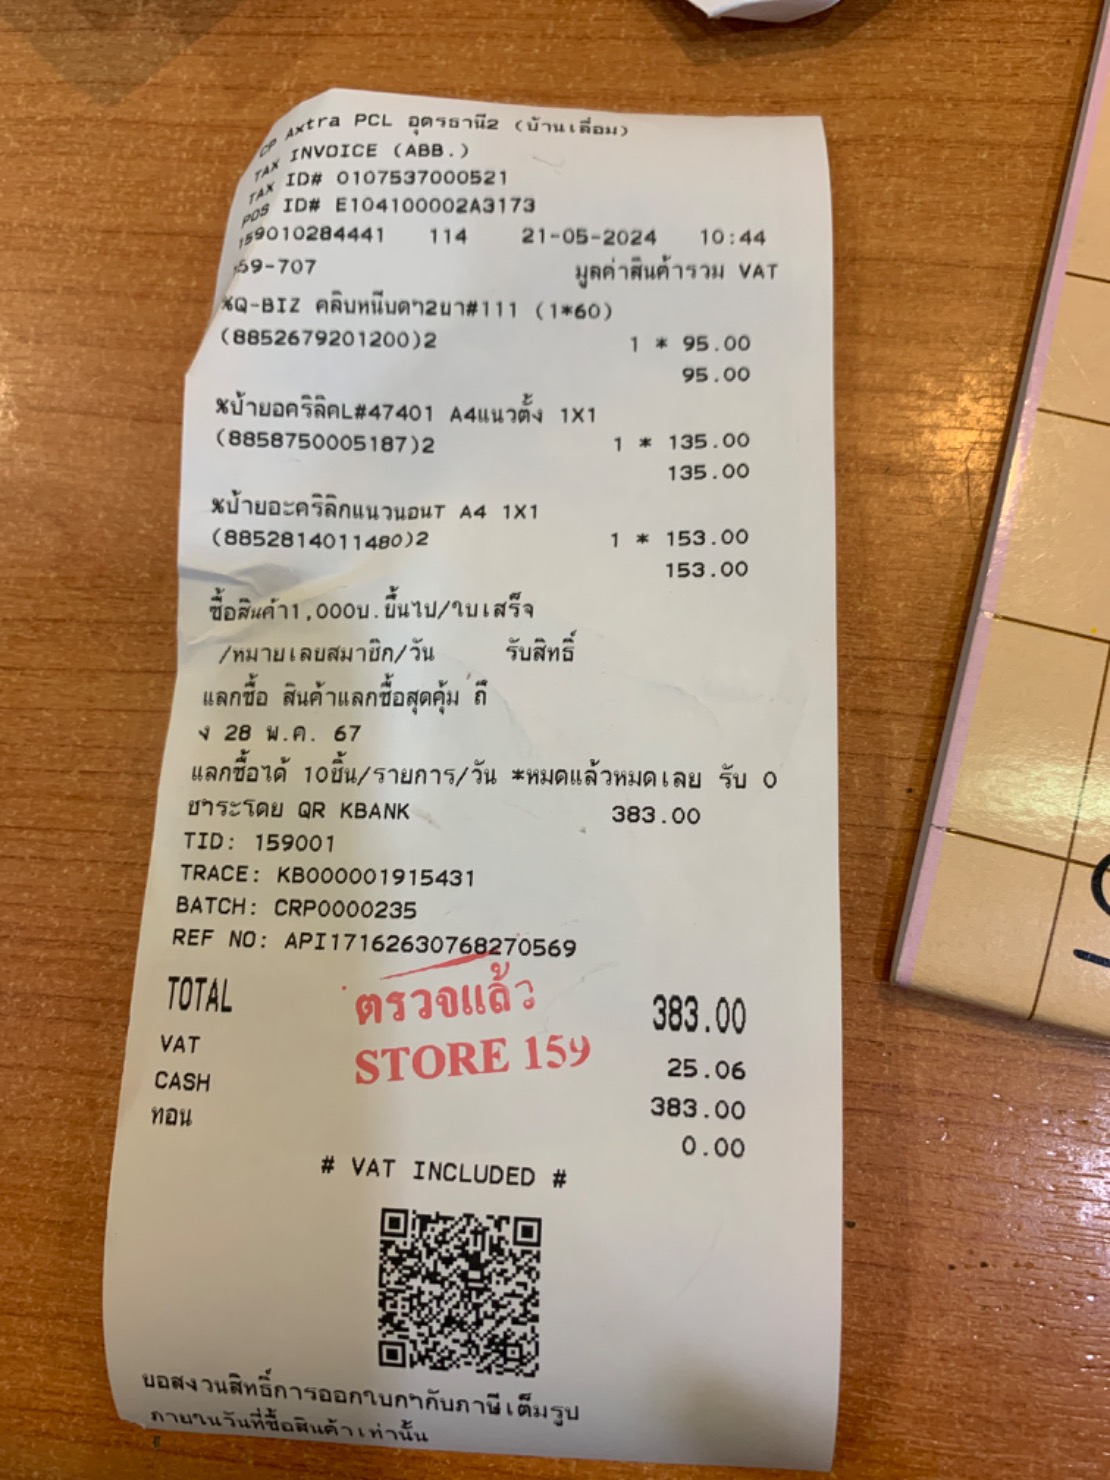 CP Axtra PCL อุดรธานี2 (บ้านเลื่อม)
TAX INVOICE (ABB.)
TAX ID# 0107537000521
POS ID# E104100002A3173
159010284441 114 21-05-2024 10:44
159-707 มูลค่าสินค้ารวม VAT
%Q-BIZ คลิบหนีบดำ2ขา#111 (1*60)
(8852679201200)2 1 * 95.00
95.00
%ป้ายอคริลิคL#47401 A4แนวตั้ง 1X1
(8858750005187)2 1 * 135.00
135.00
%ป้ายอะคริลิกแนวนอนT A4 1X1
(8852814011480)2 1 * 153.00
153.00
ซื้อสินค้า1,000บ.ขึ้นไป/ใบเสร็จ
/หมายเลขสมาชิก/วัน รับสิทธิ์
แลกซื้อ สินค้าแลกซื้อสุดคุ้ม ถึ
ง 28 พ.ค. 67
แลกซื้อได้ 10ชิ้น/รายการ/วัน *หมดแล้วหมดเลย รับ 0
ชำระโดย QR KBANK 383.00
TID: 159001
TRACE: KB000001915431
BATCH: CRP0000235
REF NO: API17162630768270569
TOTAL 383.00
ตรวจแล้ว
STORE 159
VAT 25.06
CASH 383.00
ทอน 0.00
# VAT INCLUDED #
ขอสงวนสิทธิ์การออกใบกำกับภาษีเต็มรูป
ภายในวันที่ซื้อสินค้าเท่านั้น